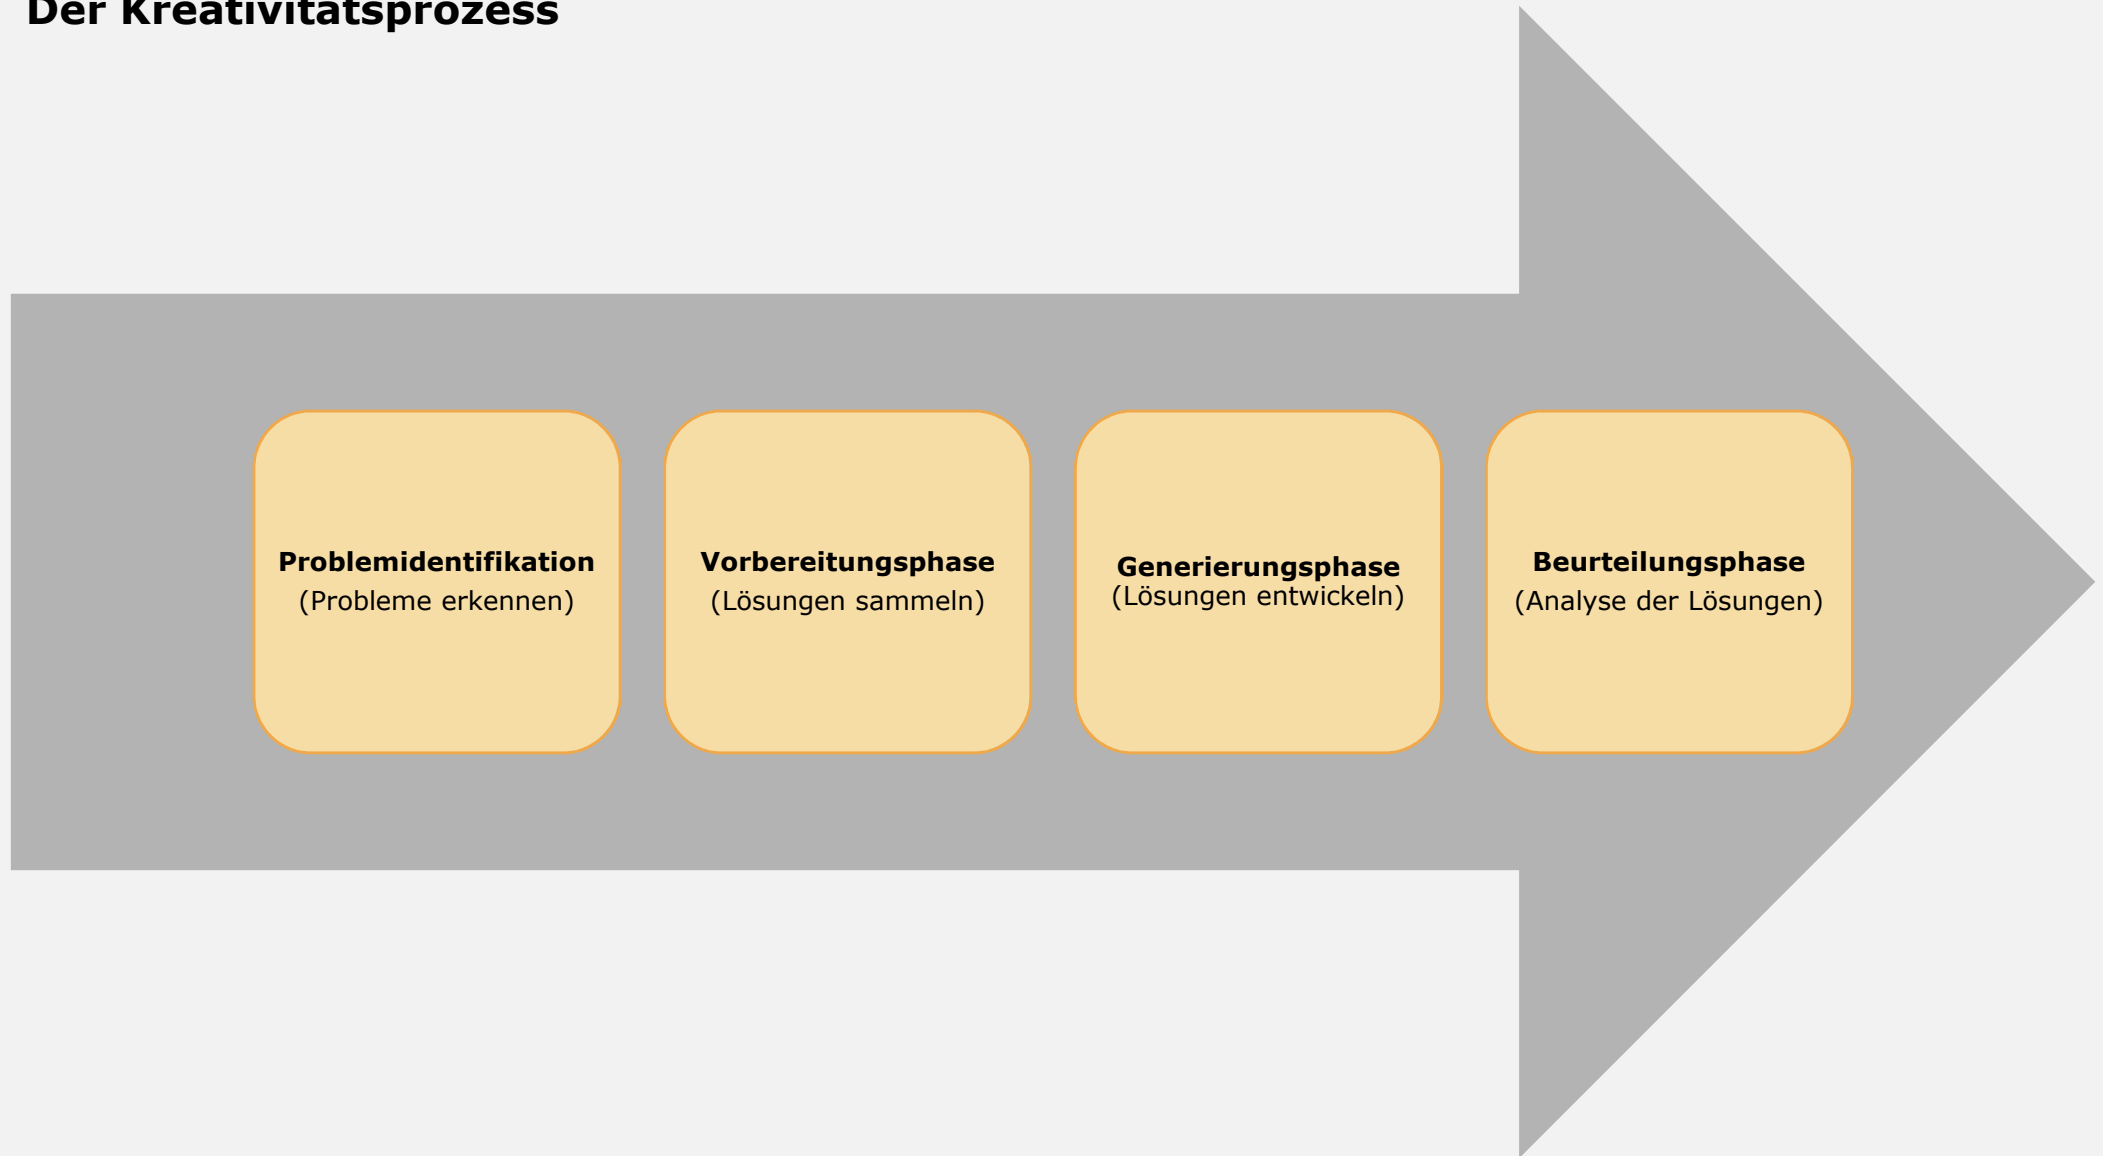 Der Kreativitätsprozess
Problemidentifikation
(Probleme erkennen)
Vorbereitungsphase
(Lösungen sammeln)
Generierungsphase
(Lösungen entwickeln)
Beurteilungsphase
(Analyse der Lösungen)